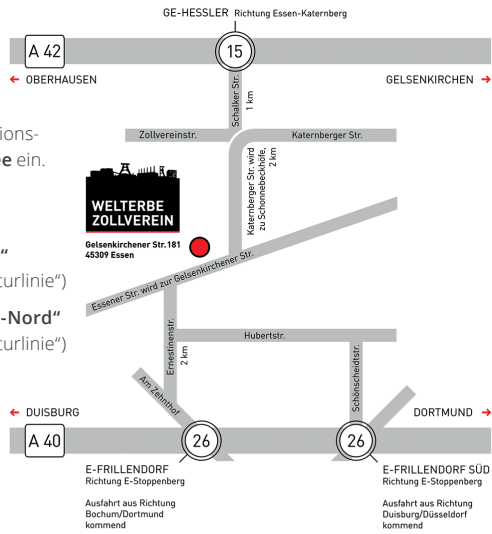 GE-HESSLER Richtung Essen-Katernberg
A 42
15
← OBERHAUSEN
GELSENKIRCHEN →
Schalker Str.
1 km
Zollvereinstr.
Katernberger Str.
ions-
ee ein.
Katernberger Str. wird
zu Schonnebeckhöfe,
2 km
WELTERBE
ZOLLVEREIN
Gelsenkirchener Str. 181
45309 Essen
“
turlinie“)
Essener Str. wird zur Gelsenkirchener Str.
-Nord“
turlinie“)
Ernestinenstr.
2 km
Hubertstr.
Schönscheidtstr.
Am Zehnthof
← DUISBURG
DORTMUND →
A 40
26
26
E-FRILLENDORF
Richtung E-Stoppenberg
Ausfahrt aus Richtung
Bochum/Dortmund
kommend
E-FRILLENDORF SÜD
Richtung E-Stoppenberg
Ausfahrt aus Richtung
Duisburg/Düsseldorf
kommend